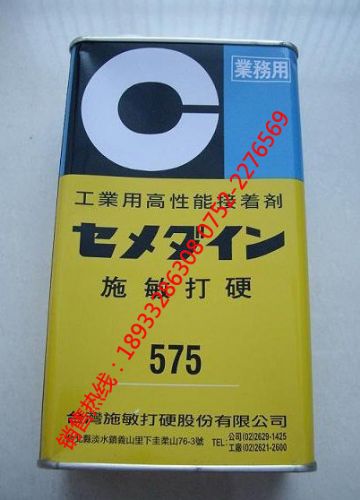 C
業務用
工業用高性能接着剤
セメダイン
施敏打硬
575
台灣施敏打硬股份有限公司
台北縣淡水鎮義山里下圭柔山76-3號
TEL:公司(02)2629-1425
工廠(02)2621-2600
销售热线：18933286308 0753-2276569